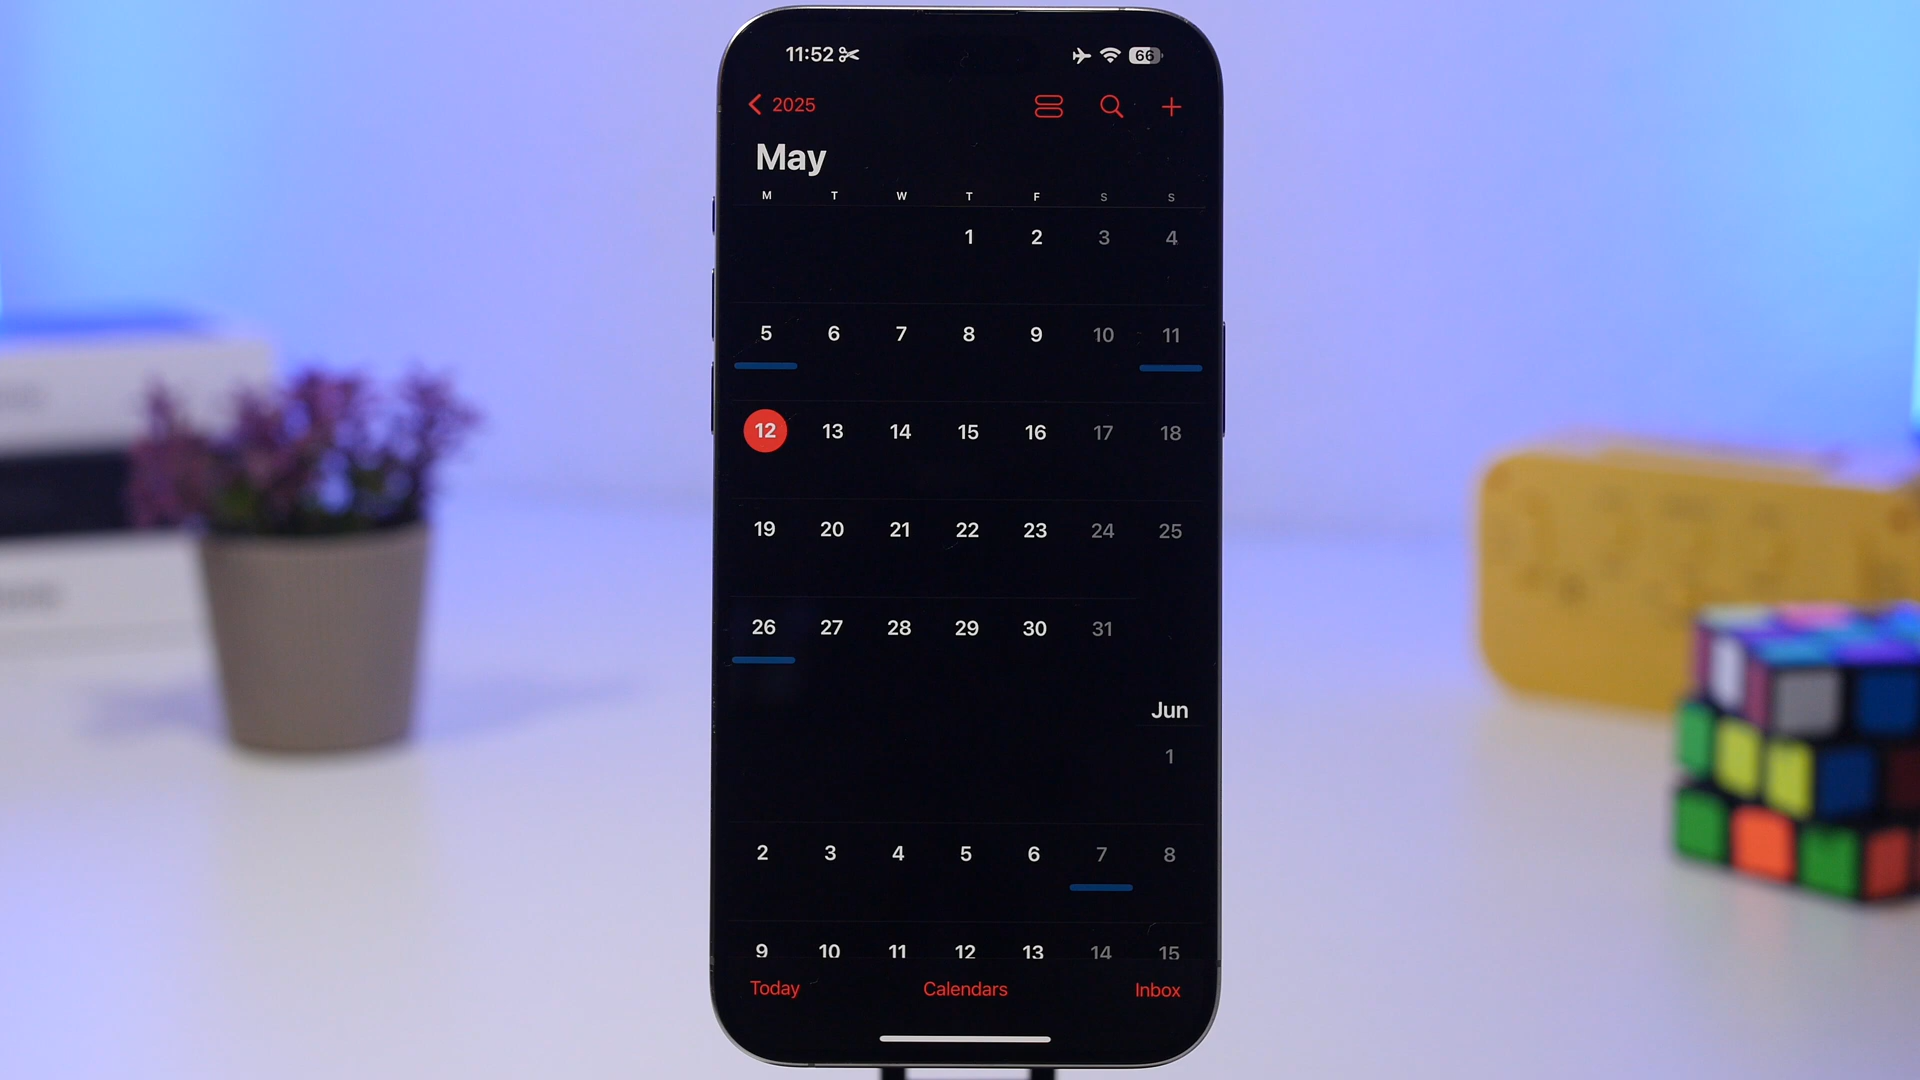 11:52 66
2025
May
M T W T F S S
1 2 3 4
5 6 7 8 9 10 11
12 13 14 15 16 17 18
19 20 21 22 23 24 25
26 27 28 29 30 31
Jun
1
2 3 4 5 6 7 8
9 10 11 12 13 14 15
Today Calendars Inbox